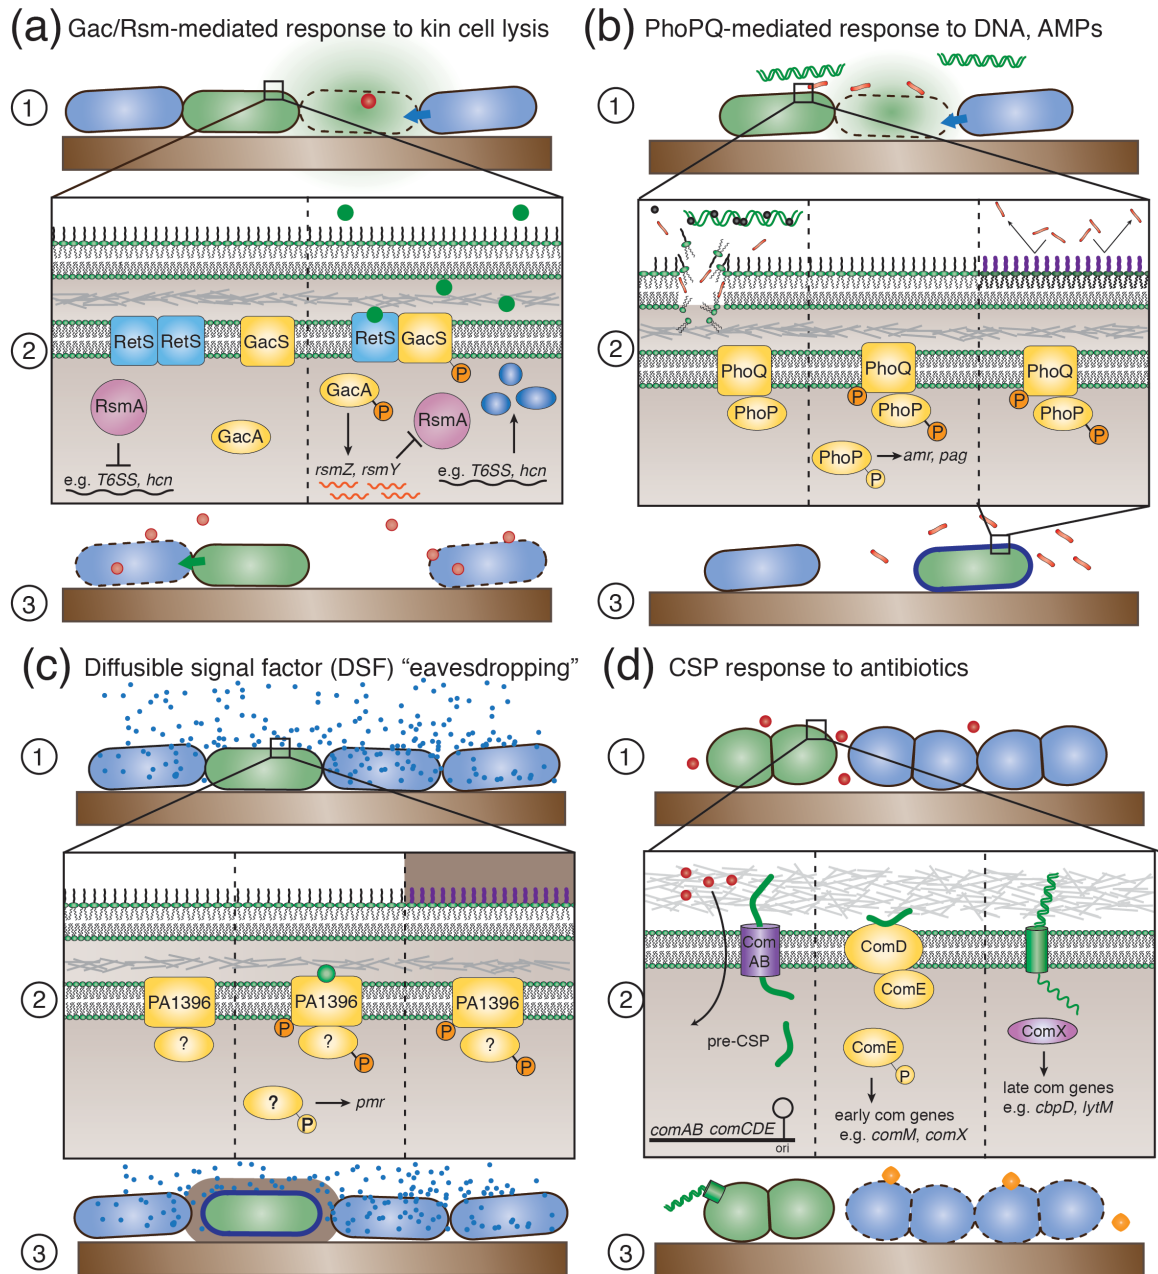 (a) Gac/Rsm-mediated response to kin cell lysis
1
2
RetS RetS GacS
RsmA
GacA
e.g. T6SS, hcn
RetS GacS
P
GacA
P
RsmA
rsmZ, rsmY
e.g. T6SS, hcn
3
(b) PhoPQ-mediated response to DNA, AMPs
1
2
PhoQ
PhoP
PhoQ
P
PhoP
P
PhoP
P
amr, pag
PhoQ
P
PhoP
P
3
(c) Diffusible signal factor (DSF) “eavesdropping”
1
2
PA1396
?
PA1396
P
?
P
?
P
pmr
PA1396
P
?
P
3
(d) CSP response to antibiotics
1
2
Com
AB
pre-CSP
comAB comCDE
ori
ComD
ComE
ComE
P
early com genes
e.g. comM, comX
ComX
late com genes
e.g. cbpD, lytM
3